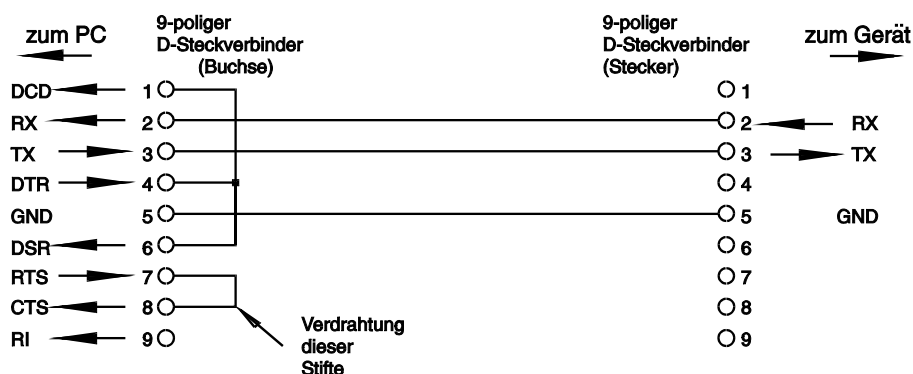 zum PC
9-poliger
D-Steckverbinder
(Buchse)
9-poliger
D-Steckverbinder
(Stecker)
zum Gerät
DCD 1 1
RX 2 2 RX
TX 3 3 TX
DTR 4 4
GND 5 5 GND
DSR 6 6
RTS 7 7
CTS 8 8
RI 9 9
Verdrahtung
dieser
Stifte